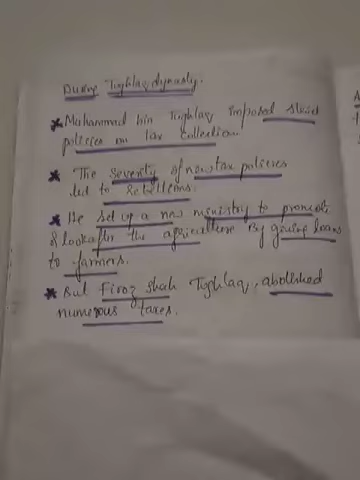 During Tughlaq dynasty.
* Muhammad bin Tughlaq imposed strict
policies on tax collection.
* The severity of new tax policies
led to Rebellions.
* He set up a new ministry to promote
& look after the agriculture By giving loans
to farmers.
* But Firoz shah Tughlaq, abolished
numerous taxes.